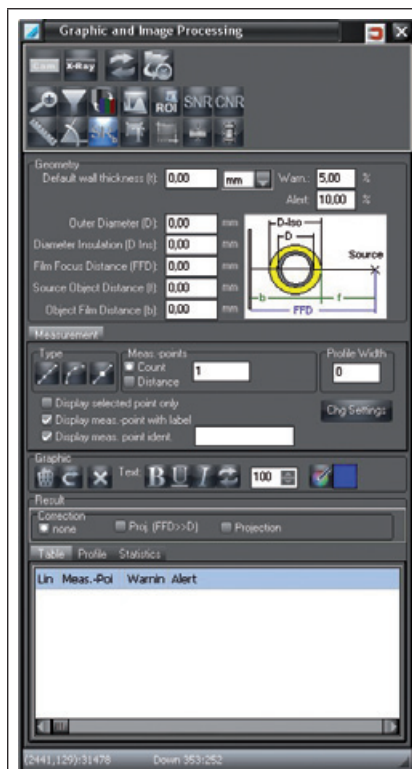 Graphic and Image Processing
Com X-Ray
ROI SNR CNR
Geometry
Default wall thickness (t): 0,00 mm Warn.: 5,00 %
Alert: 10,00 %
Outer Diameter (D): 0,00 mm
Diameter Insulation (D Ins) 0,00 mm
Film Focus Distance (FFD): 0,00 mm
Source Object Distance (f): 0,00 mm
Object Film Distance (b): 0,00 mm
D-Iso
D
Source
b f
FFD
Measurement
Type Meas.-points Profile Width
Count 1 0
Distance
Display selected point only
Display meas.-point with label Chg Settings
Display meas. point ident.
Graphic
Text B U I 100
Result
Correction
none Proj (FFD>>D) Projection
Table Profile Statistics
Lin Meas.-Poi Warnin Alert
(2441,129):31478 Down 353:252